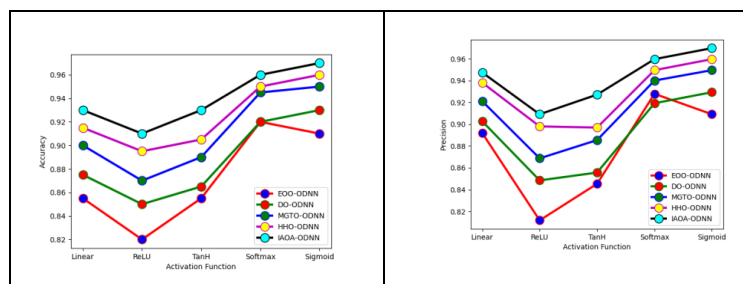 Accuracy
0.96
0.94
0.92
0.90
0.88
0.86
0.84
0.82
EOO-ODNN
DO-ODNN
MGTO-ODNN
HHO-ODNN
IAOA-ODNN
Linear ReLU TanH Softmax Sigmoid
Activation Function
Precision
0.96
0.94
0.92
0.90
0.88
0.86
0.84
0.82
EOO-ODNN
DO-ODNN
MGTO-ODNN
HHO-ODNN
IAOA-ODNN
Linear ReLU TanH Softmax Sigmoid
Activation Function